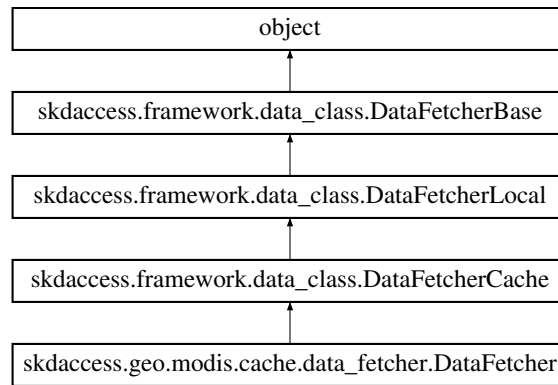 object
skdaccess.framework.data_class.DataFetcherBase
skdaccess.framework.data_class.DataFetcherLocal
skdaccess.framework.data_class.DataFetcherCache
skdaccess.geo.modis.cache.data_fetcher.DataFetcher